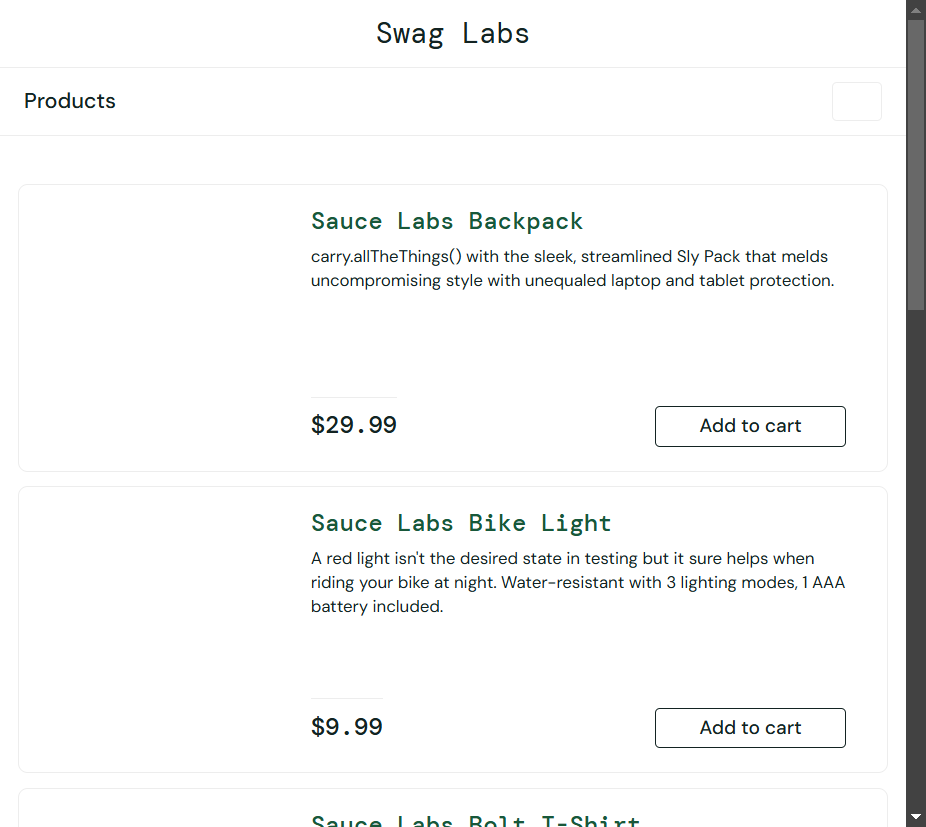 Swag Labs
Products
Sauce Labs Backpack
carry.allTheThings() with the sleek, streamlined Sly Pack that melds
uncompromising style with unequaled laptop and tablet protection.
$29.99
Add to cart
Sauce Labs Bike Light
A red light isn't the desired state in testing but it sure helps when
riding your bike at night. Water-resistant with 3 lighting modes, 1 AAA
battery included.
$9.99
Add to cart
Sauce Labs Bolt T-Shirt